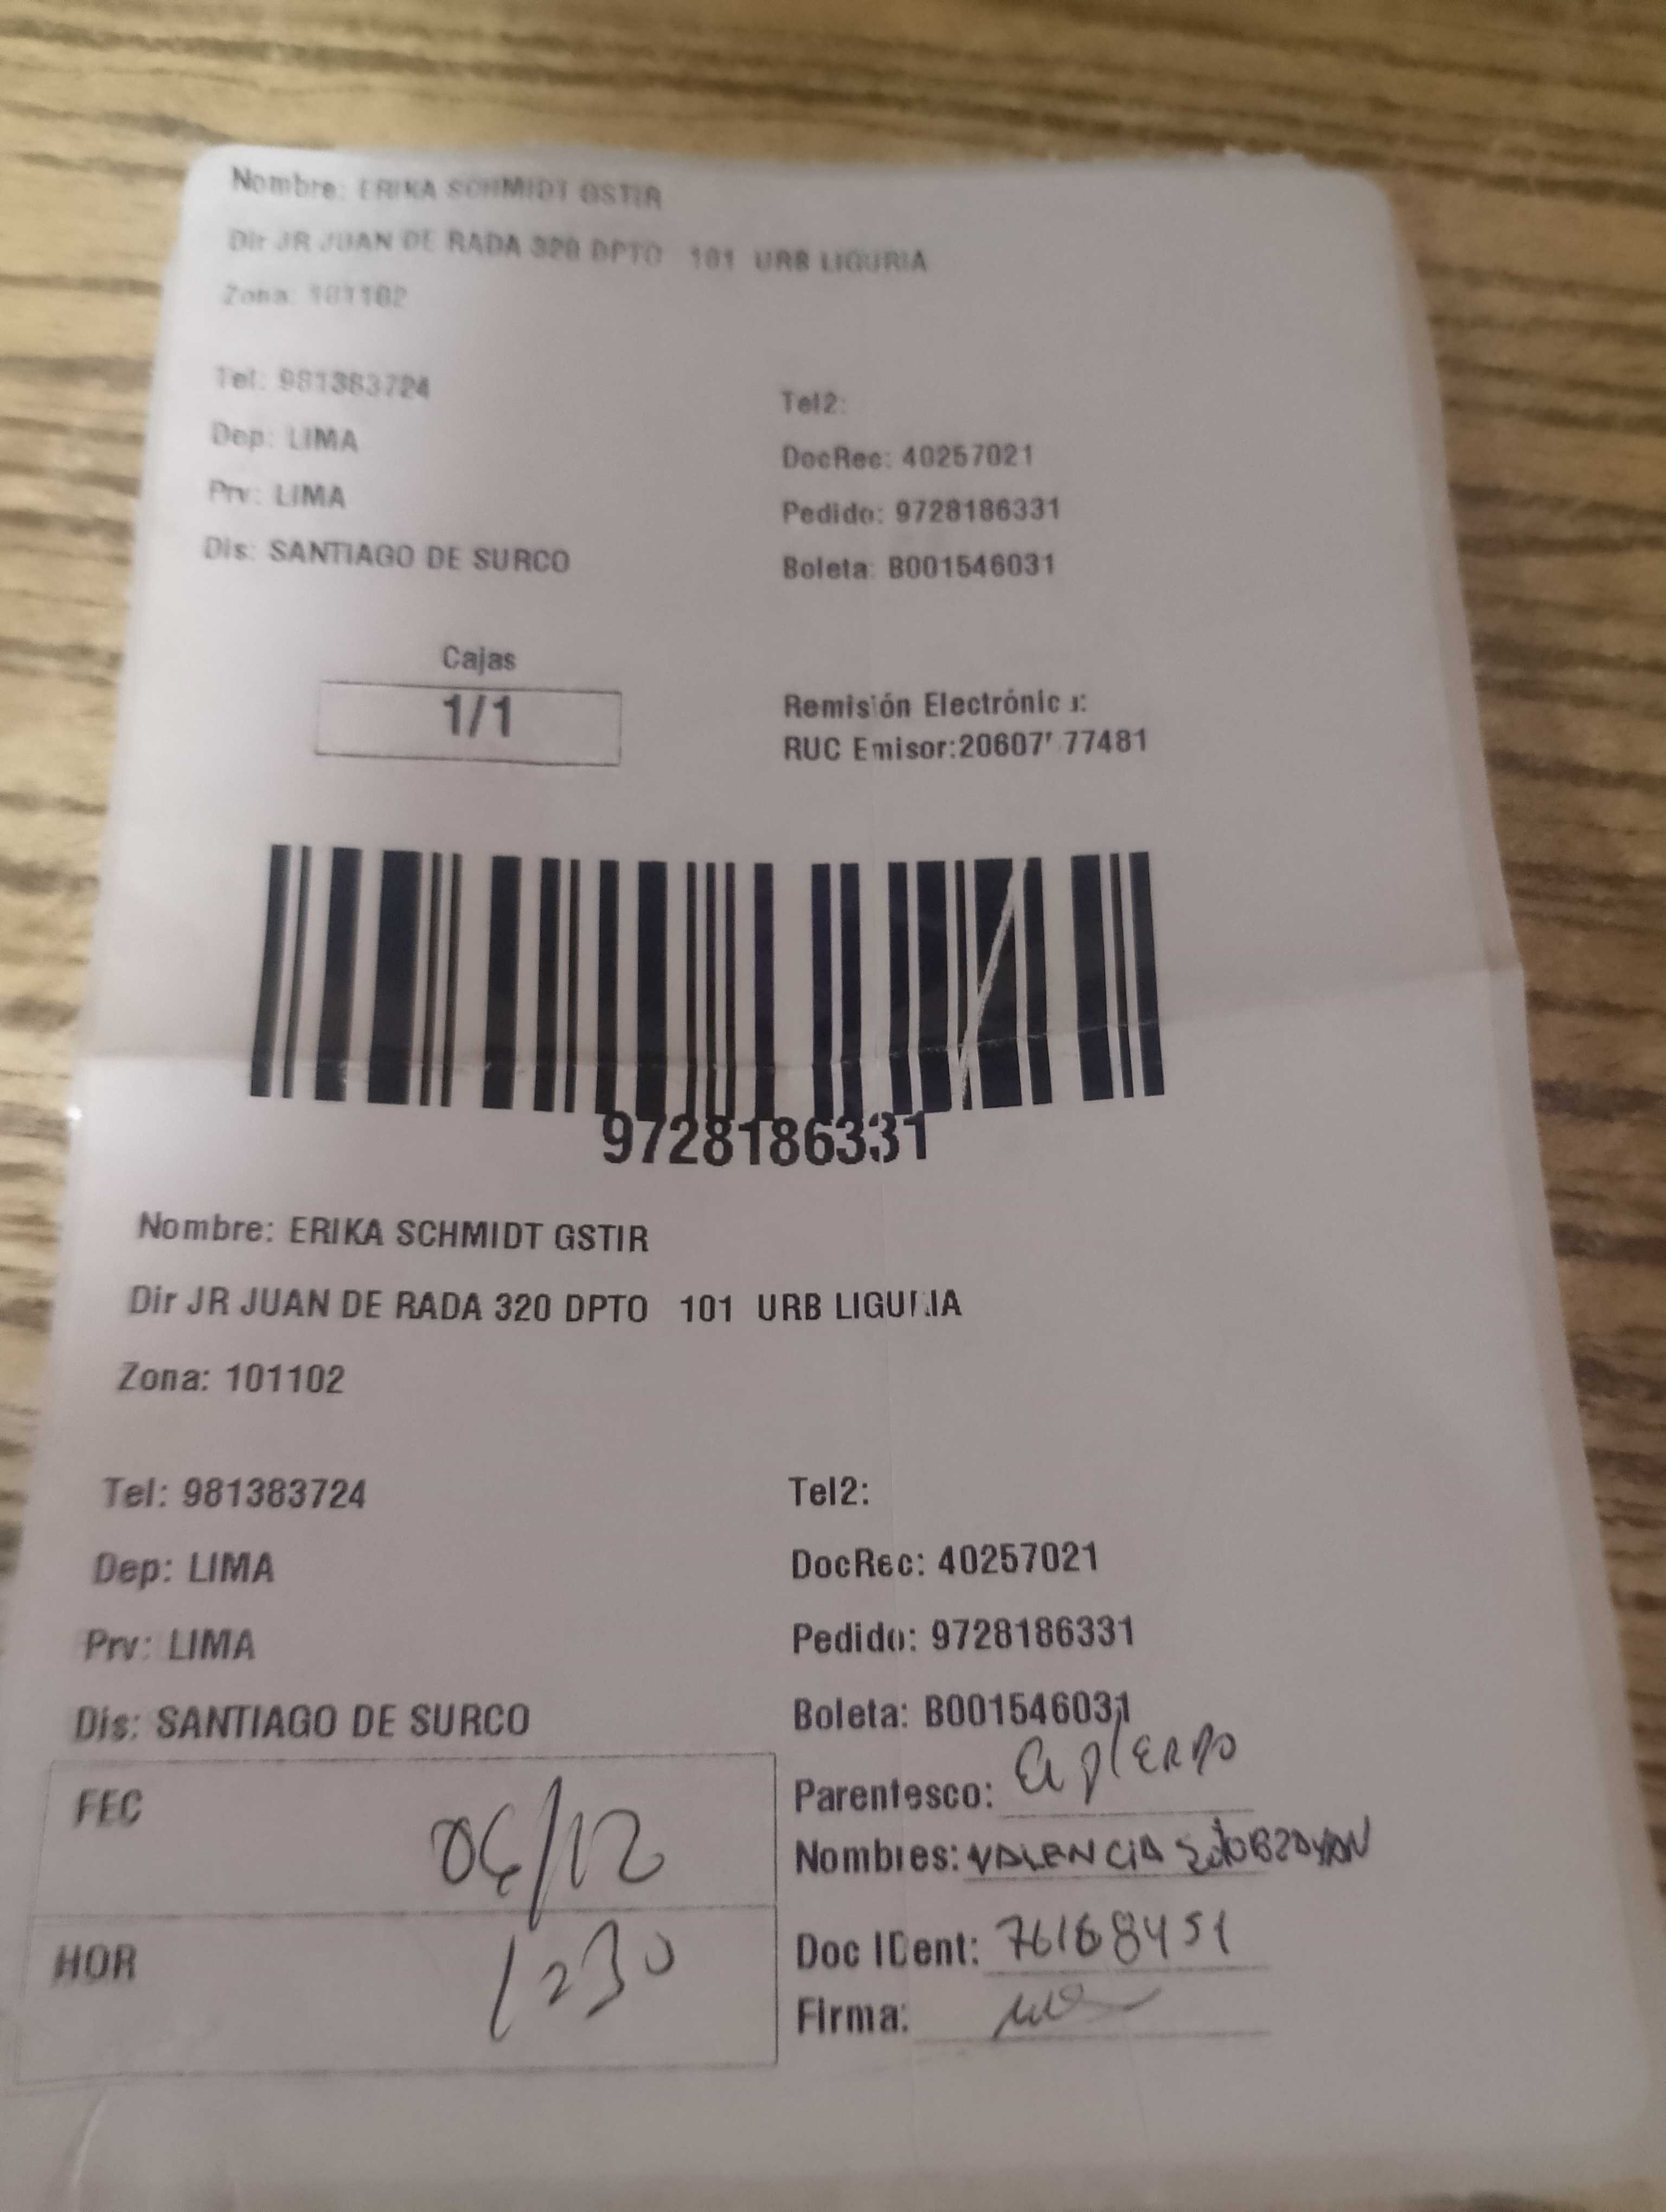 Nombre: ERIKA SCHMIDT GSTIR
Dir JR JUAN DE RADA 320 DPTO 101 URB LIGURIA
Zona: 101102
Tel: 981383724
Tel2:
Dep: LIMA
DocRec: 40257021
Prv: LIMA
Pedido: 9728186331
Dis: SANTIAGO DE SURCO
Boleta: B001546031
Cajas
1/1
Remisión Electrónica:
RUC Emisor:20607 77481
9728186331
Nombre: ERIKA SCHMIDT GSTIR
Dir JR JUAN DE RADA 320 DPTO 101 URB LIGURIA
Zona: 101102
Tel: 981383724
Tel2:
Dep: LIMA
DocRec: 40257021
Prv: LIMA
Pedido: 9728186331
Dis: SANTIAGO DE SURCO
Boleta: B001546031
FEC
Parentesco:
Nombres: VALENCIA
HOR 1230
Doc IDent: 76168451
Firma: